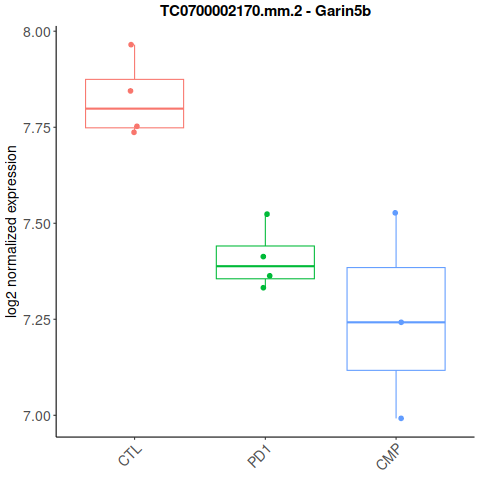 TC0700002170.mm.2 - Garin5b
log2 normalized expression
8.00
7.75
7.50
7.25
7.00
CTL
PD1
CMP